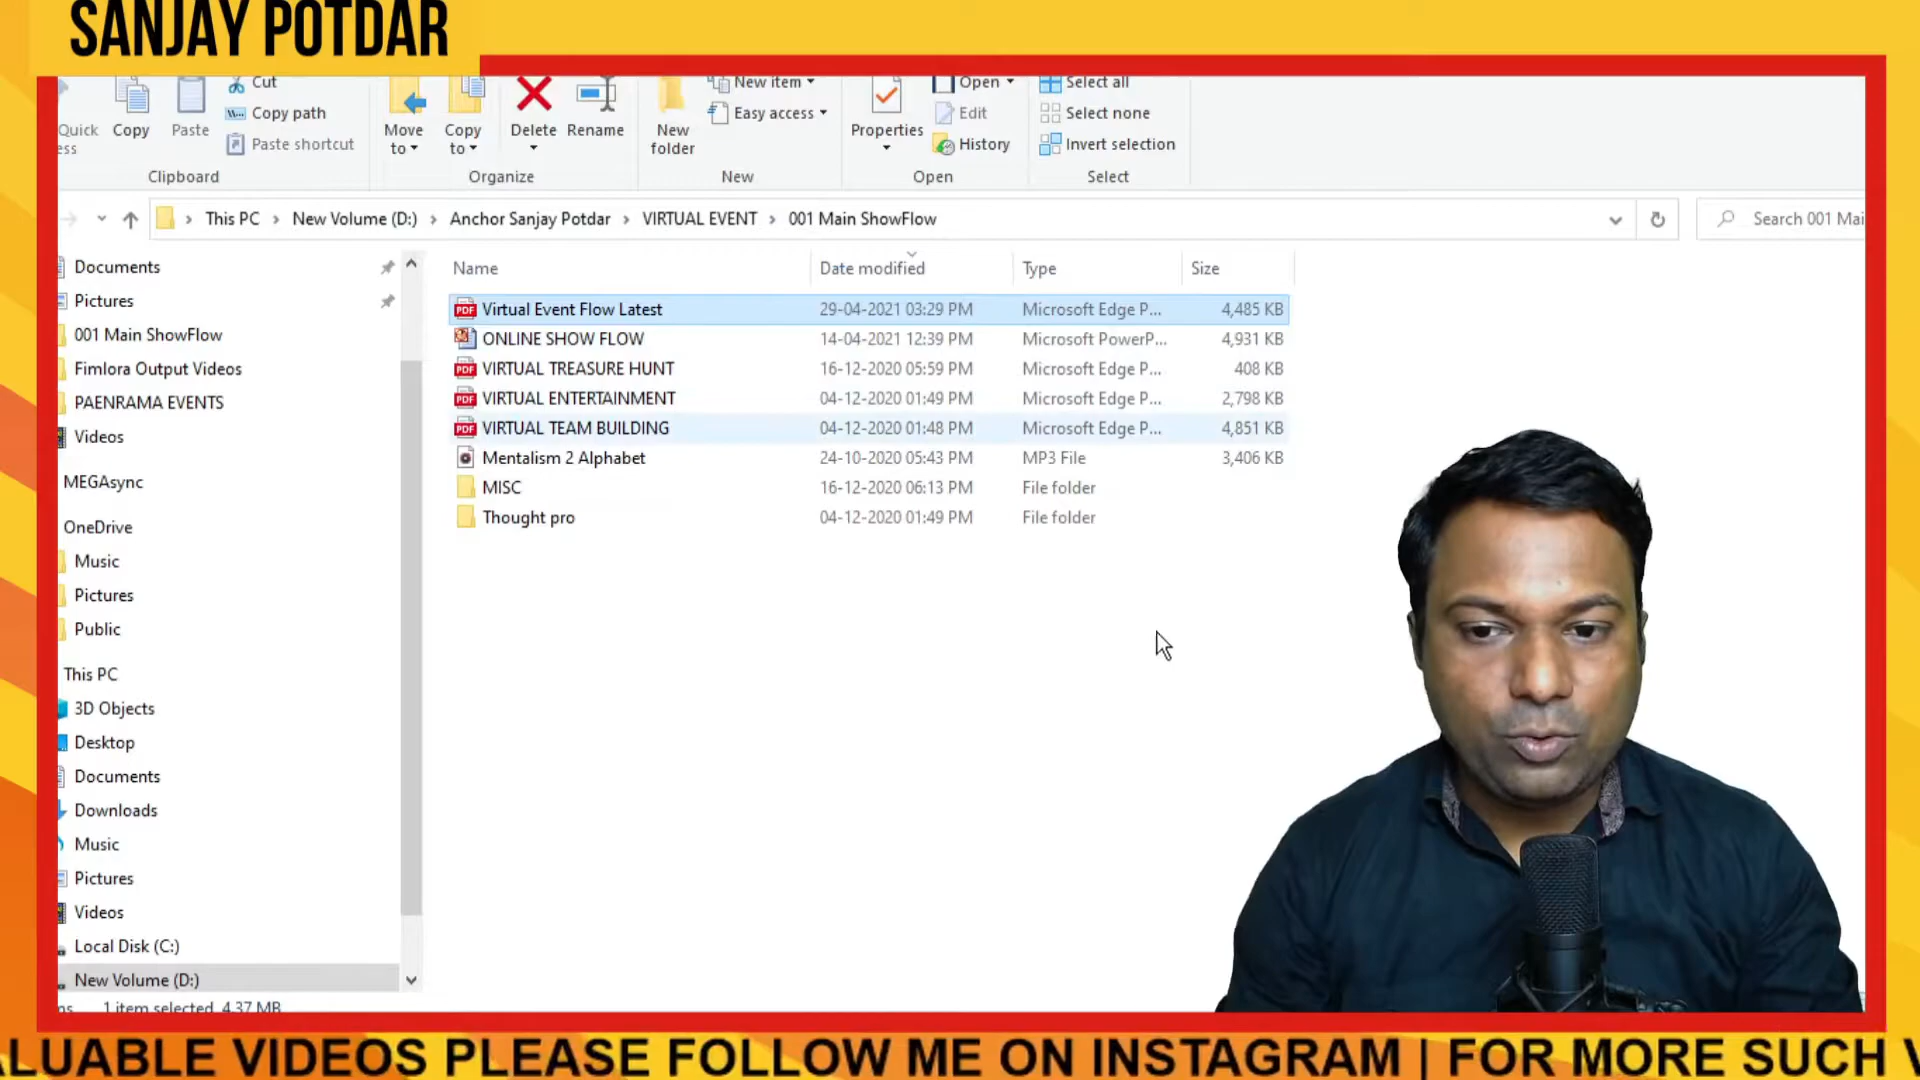 SANJAY POTDAR
Quick
ess
Copy
Paste
Cut
Copy path
Paste shortcut
Clipboard
Move to
Copy to
Delete
Rename
Organize
New folder
New item
Easy access
New
Properties
Open
Edit
History
Open
Select all
Select none
Invert selection
Select
This PC > New Volume (D:) > Anchor Sanjay Potdar > VIRTUAL EVENT > 001 Main ShowFlow
Search 001 Mai
Documents
Pictures
001 Main ShowFlow
Fimlora Output Videos
PAENRAMA EVENTS
Videos
MEGAsync
OneDrive
Music
Pictures
Public
This PC
3D Objects
Desktop
Documents
Downloads
Music
Pictures
Videos
Local Disk (C:)
New Volume (D:)
Name Date modified Type Size
PDF Virtual Event Flow Latest 29-04-2021 03:29 PM Microsoft Edge P... 4,485 KB
ONLINE SHOW FLOW 14-04-2021 12:39 PM Microsoft PowerP... 4,931 KB
PDF VIRTUAL TREASURE HUNT 16-12-2020 05:59 PM Microsoft Edge P... 408 KB
PDF VIRTUAL ENTERTAINMENT 04-12-2020 01:49 PM Microsoft Edge P... 2,798 KB
PDF VIRTUAL TEAM BUILDING 04-12-2020 01:48 PM Microsoft Edge P... 4,851 KB
Mentalism 2 Alphabet 24-10-2020 05:43 PM MP3 File 3,406 KB
MISC 16-12-2020 06:13 PM File folder
Thought pro 04-12-2020 01:49 PM File folder
ms 1 item selected 4.37 MB
ALUABLE VIDEOS PLEASE FOLLOW ME ON INSTAGRAM | FOR MORE SUCH V